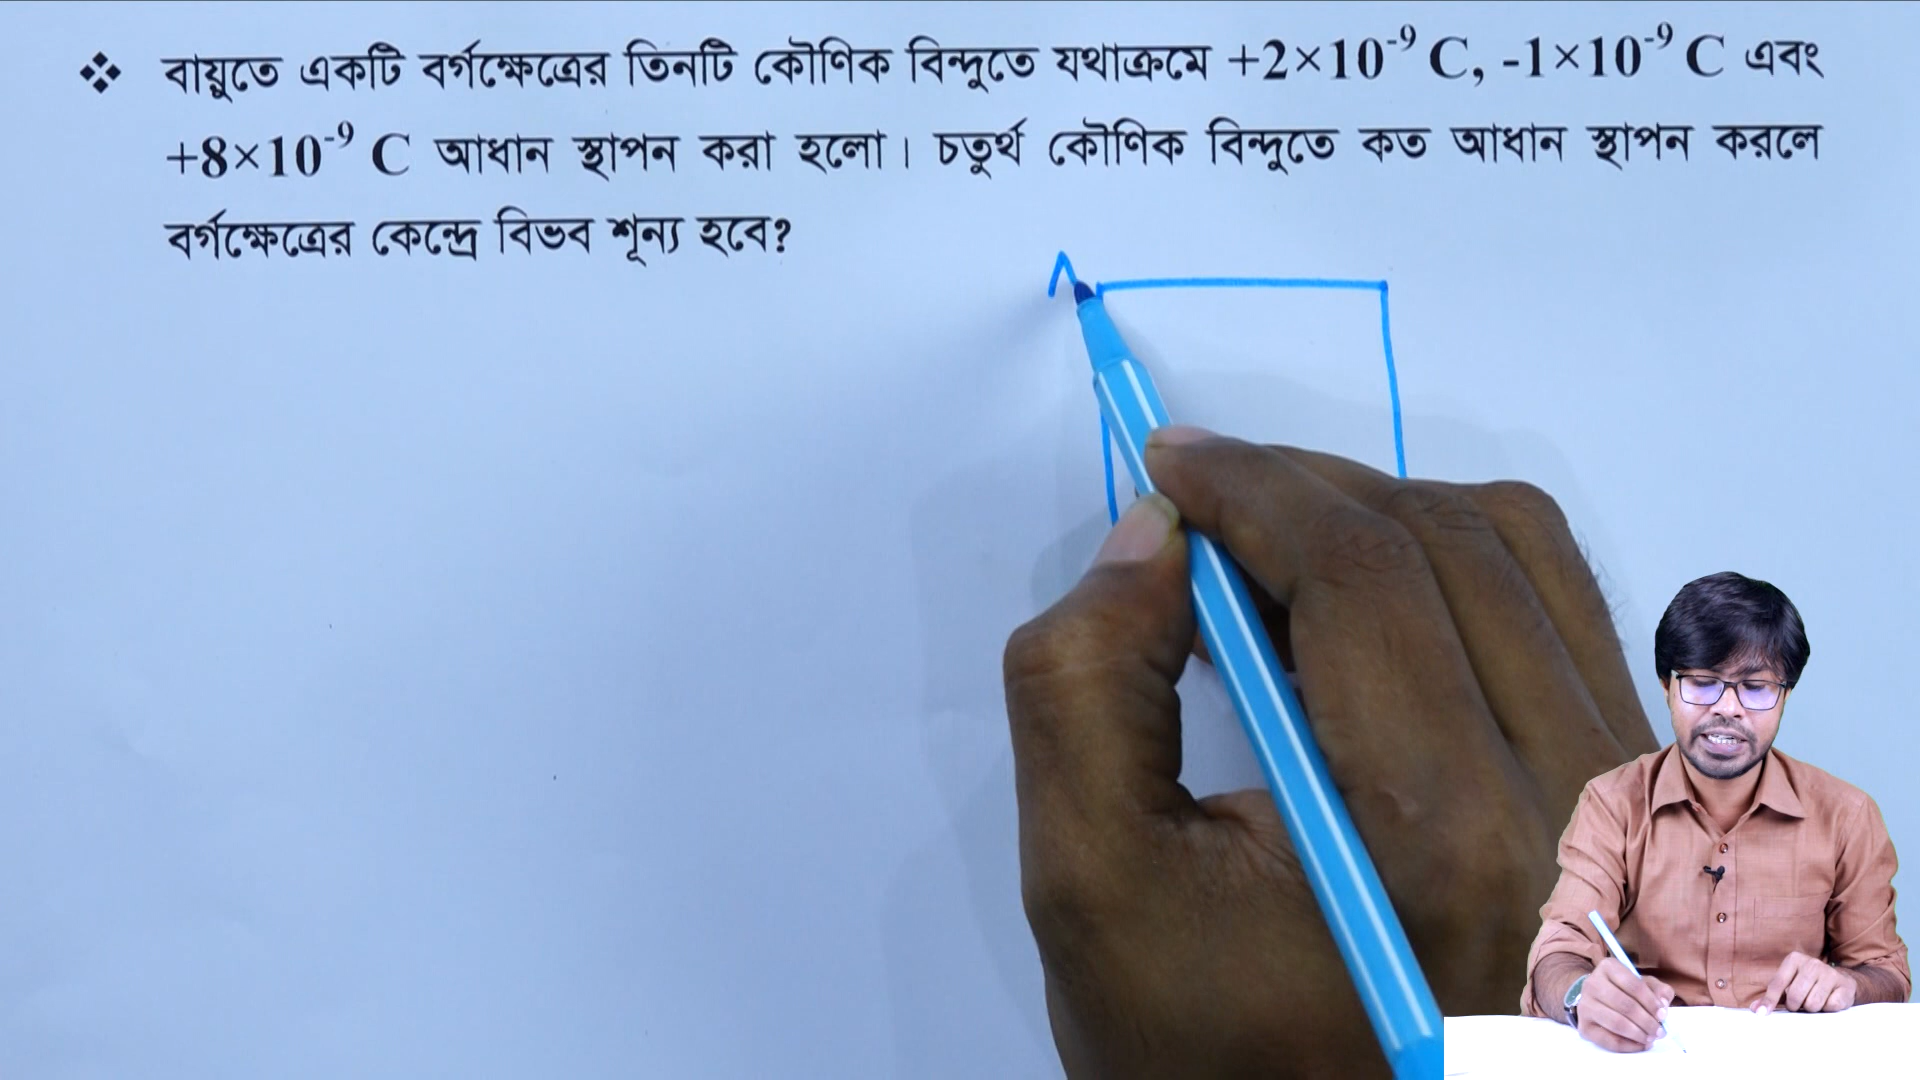 ❖ বায়ুতে একটি বর্গক্ষেত্রের তিনটি কৌণিক বিন্দুতে যথাক্রমে +2×10⁻⁹ C, -1×10⁻⁹ C এবং
+8×10⁻⁹ C আধান স্থাপন করা হলো। চতুর্থ কৌণিক বিন্দুতে কত আধান স্থাপন করলে
বর্গক্ষেত্রের কেন্দ্রে বিভব শূন্য হবে?